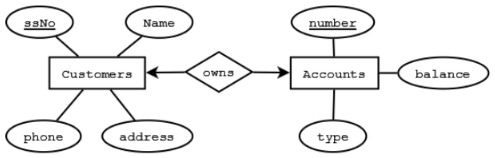 ssNo
Name
number
Customers
owns
Accounts
balance
phone
address
type